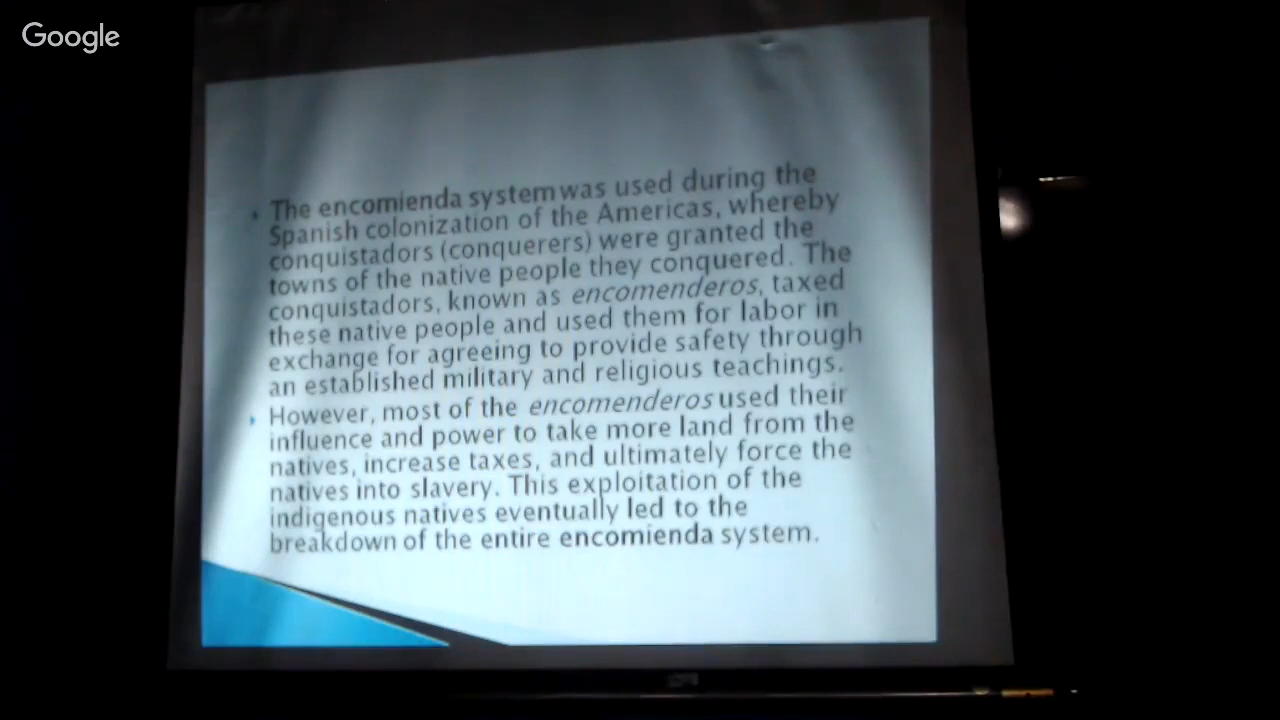 Google
The encomienda system was used during the
Spanish colonization of the Americas, whereby
conquistadors (conquerers) were granted the
towns of the native people they conquered. The
conquistadors, known as encomenderos, taxed
these native people and used them for labor in
exchange for agreeing to provide safety through
an established military and religious teachings.
However, most of the encomenderos used their
influence and power to take more land from the
natives, increase taxes, and ultimately force the
natives into slavery. This exploitation of the
indigenous natives eventually led to the
breakdown of the entire encomienda system.